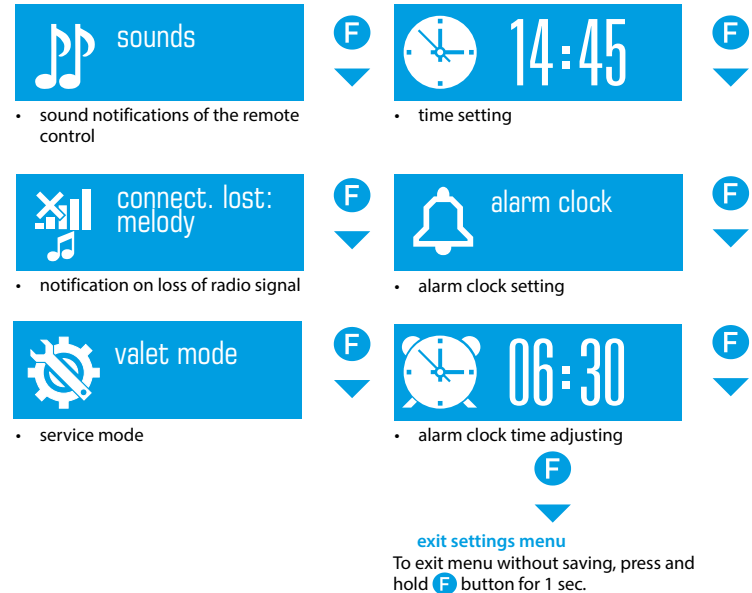 sounds
F
• sound notifications of the remote
control
connect. lost:
melody
F
• notification on loss of radio signal
valet mode
F
• service mode
14:45
F
• time setting
alarm clock
F
• alarm clock setting
06:30
F
• alarm clock time adjusting
F
exit settings menu
To exit menu without saving, press and
hold F button for 1 sec.